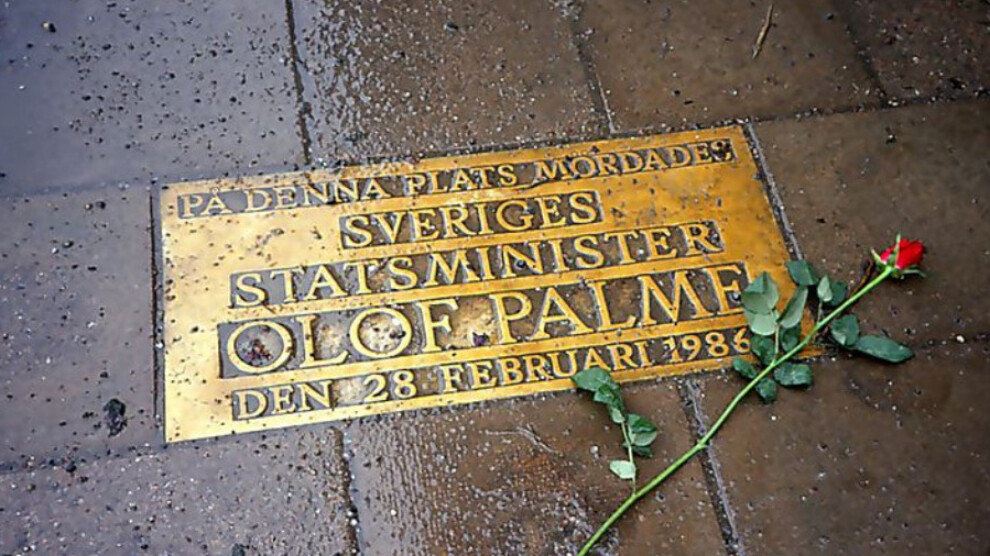 PÅ DENNA PLATS MÖRDADES
SVERIGES
STATSMINISTER
OLOF PALME
DEN 28 FEBRUARI 1986